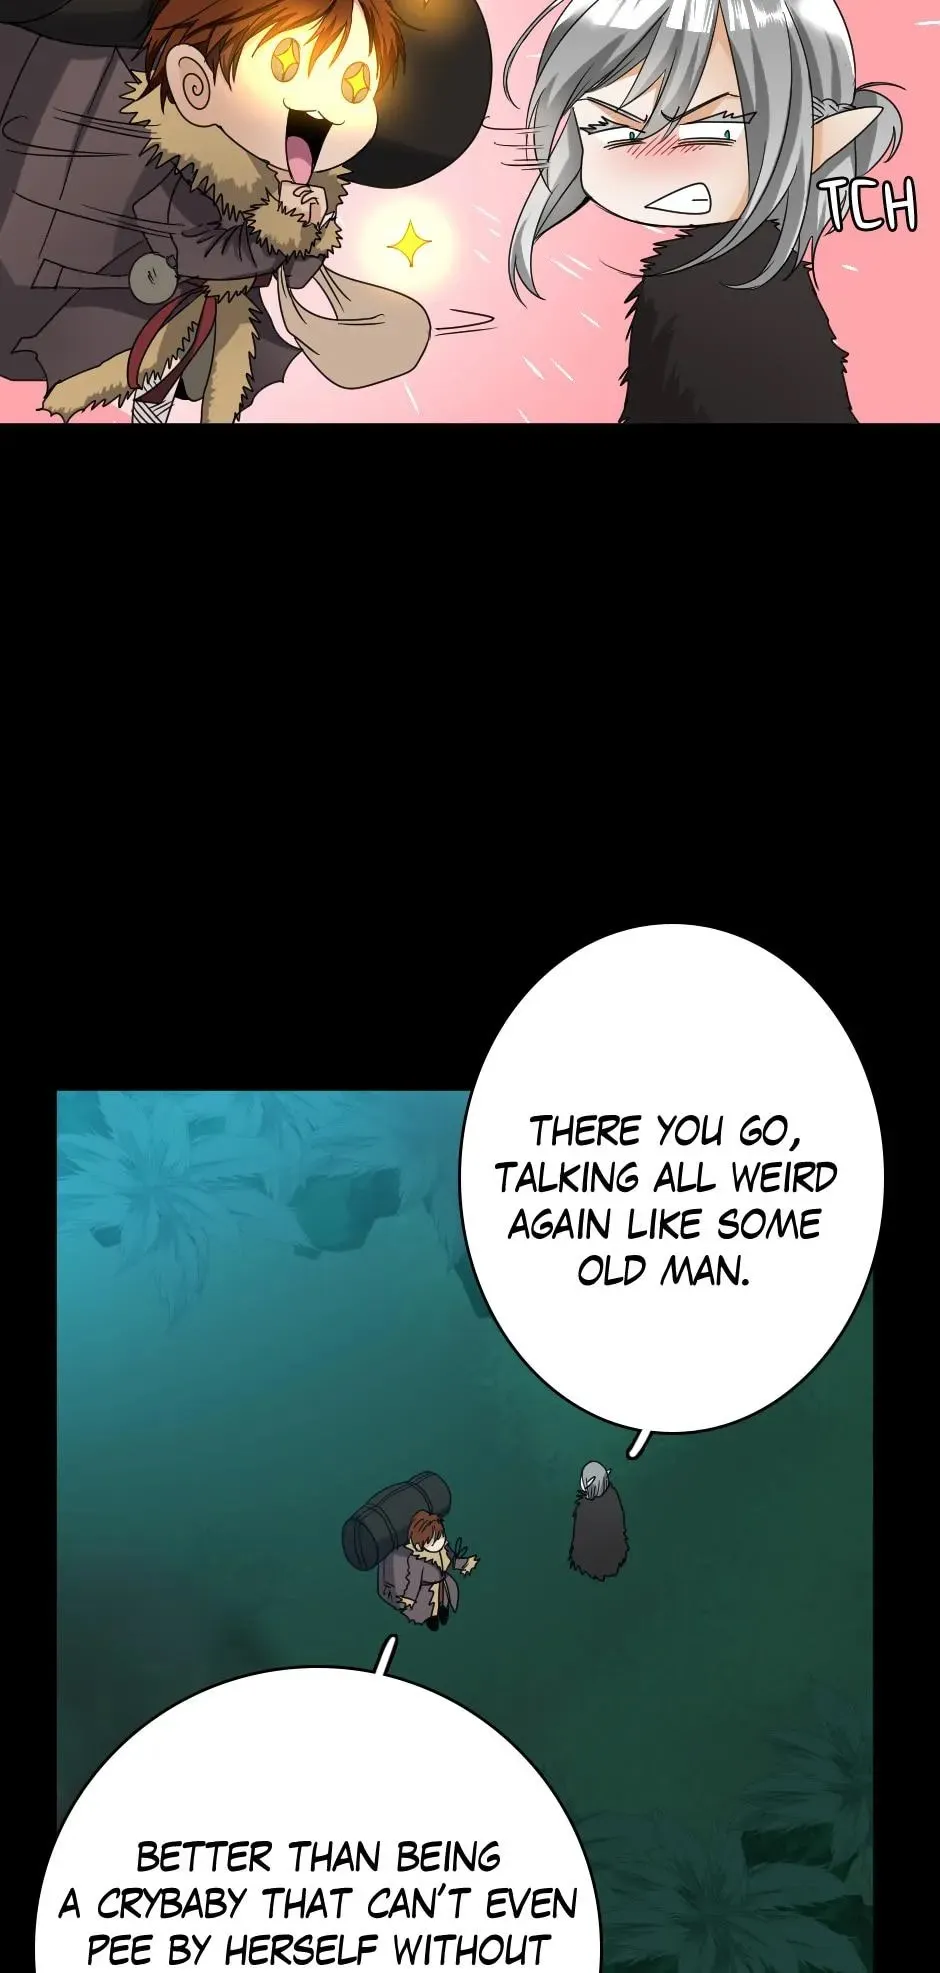 TCH
THERE YOU GO,
TALKING ALL WEIRD
AGAIN LIKE SOME
OLD MAN.
BETTER THAN BEING
A CRYBABY THAT CAN'T EVEN
PEE BY HERSELF WITHOUT